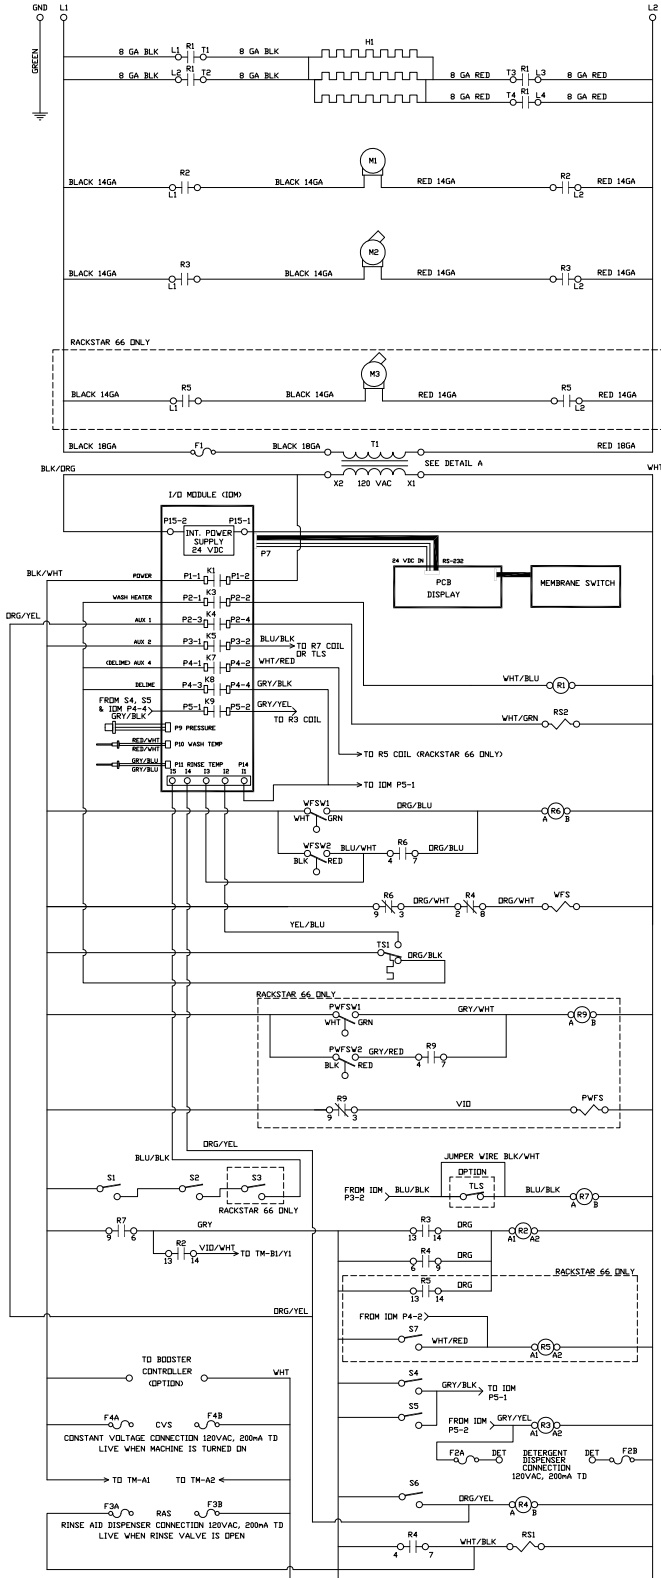 GND L1 L2
GREEN
H1
8 GA BLK L1 R1 T1 8 GA BLK
8 GA BLK L2 R1 T2 8 GA BLK 8 GA RED T3 R1 L3 8 GA RED
8 GA RED T4 R1 L4 8 GA RED
M1
BLACK 14GA R2 L1 BLACK 14GA RED 14GA R2 L2 RED 14GA
M2
BLACK 14GA R3 L1 BLACK 14GA RED 14GA R3 L2 RED 14GA
RACKSTAR 66 ONLY
M3
BLACK 14GA R5 L1 BLACK 14GA RED 14GA R5 L2 RED 14GA
BLACK 18GA F1 BLACK 18GA T1 RED 18GA
SEE DETAIL A
BLK/ORG X2 120 VAC X1 WHT
I/O MODULE (IOM)
P15-2 P15-1
INT. POWER
SUPPLY
24 VDC
P7
24 VDC IN RS-232
PCB
DISPLAY
MEMBRANE SWITCH
BLK/WHT POWER P1-1 K1 P1-2
WASH HEATER P2-1 K3 P2-2
ORG/YEL AUX 1 P2-3 K4 P2-4
AUX 2 P3-1 K5 P3-2 BLU/BLK TO R7 COIL
OR TLS
(DELIME) AUX 4 P4-1 K7 P4-2 WHT/RED
DELIME P4-3 K8 P4-4 GRY/BLK
WHT/BLU R1
FROM S4, S5
& IOM P4-4
GRY/BLK
P5-1 K9 P5-2 GRY/YEL
TO R3 COIL
WHT/GRN RS2
P9 PRESSURE
RED/WHT
RED/WHT
P10 WASH TEMP
TO R5 COIL (RACKSTAR 66 ONLY)
GRY/BLU
GRY/BLU
P11 RINSE TEMP P14
I5 I4 I3 I2 I1
TO IOM P5-1
WFSW1 ORG/BLU R6
WHT GRN A B
WFSW2 BLU/WHT R6 ORG/BLU
BLK RED 4 7
R6 ORG/WHT R4 ORG/WHT WFS
9 3 2 8
YEL/BLU
TS1 ORG/BLK
RACKSTAR 66 ONLY
PWFSW1 GRY/WHT R9
WHT GRN A B
PWFSW2 GRY/RED R9
BLK RED 4 7
R9 VIO PWFS
9 3
ORG/YEL
BLU/BLK
JUMPER WIRE BLK/WHT
OPTION
S1 S2 S3
FROM IOM
P3-2
BLU/BLK TLS BLU/BLK R7
A B
RACKSTAR 66 ONLY
R7 GRY R3 ORG R2
9 6 13 14 A1 A2
R2 VIO/WHT TO TM-B1/Y1
13 14
R4 ORG
6 9
RACKSTAR 66 ONLY
R5 ORG
13 14
ORG/YEL FROM IOM P4-2
S7 WHT/RED R5
A1 A2
TO BOOSTER
CONTROLLER
(OPTION)
WHT
S4 GRY/BLK TO IOM
P5-1
F4A CVS F4B
CONSTANT VOLTAGE CONNECTION 120VAC, 200mA TD
LIVE WHEN MACHINE IS TURNED ON
S5 FROM IOM
P5-2
GRY/YEL R3
A1 A2
F2A DET DETERGENT
DISPENSER
CONNECTION
120VAC, 200mA TD
DET F2B
TO TM-A1 TO TM-A2
S6 ORG/YEL R4
A B
F3A RAS F3B
RINSE AID DISPENSER CONNECTION 120VAC, 200mA TD
LIVE WHEN RINSE VALVE IS OPEN
R4 WHT/BLK RS1
4 7